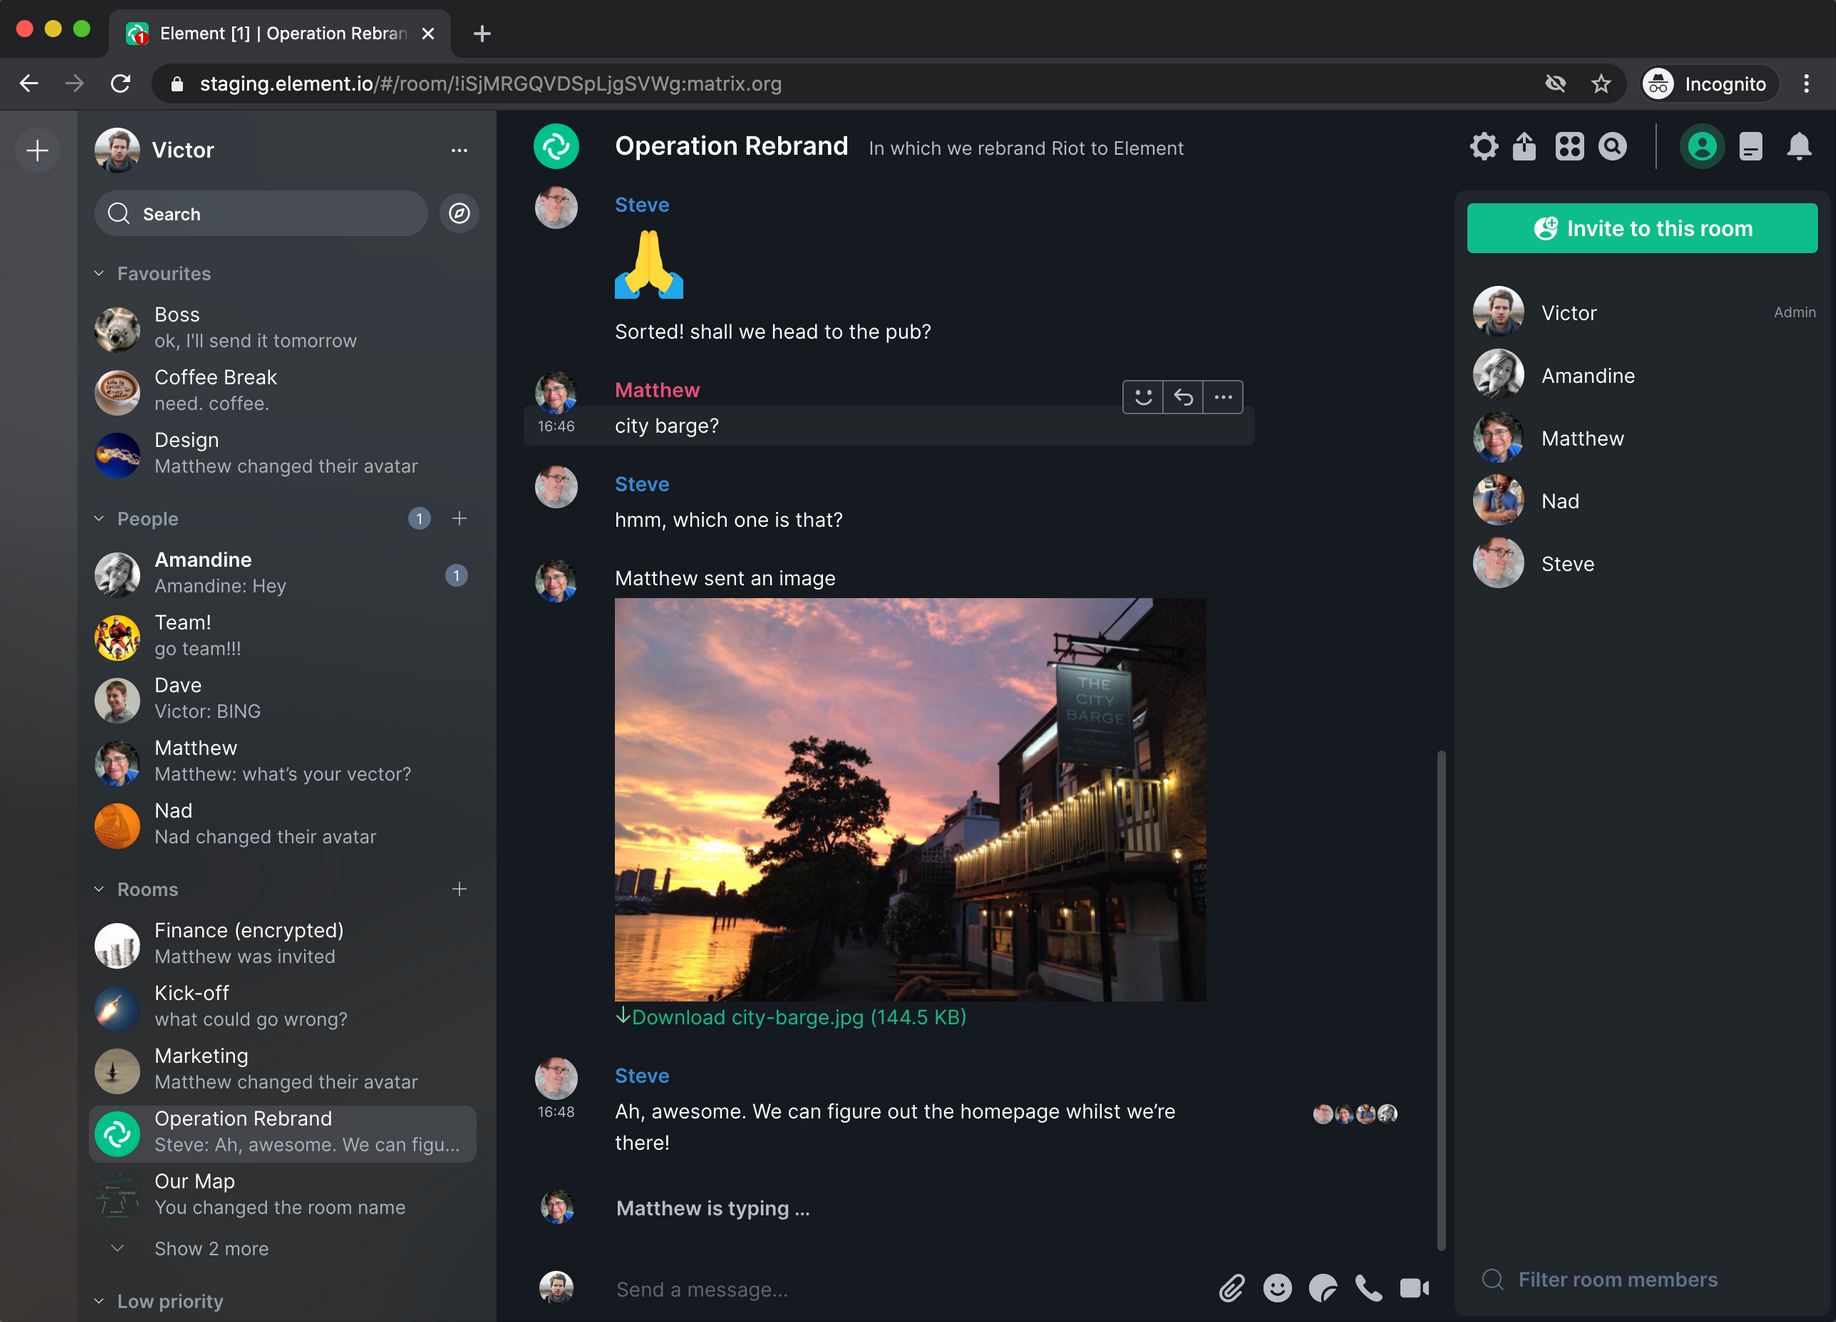 Element [1] | Operation Rebran
staging.element.io/#/room/!iSjMRGQVDSpLjgSVWg:matrix.org
Incognito
Victor
Search
Favourites
Boss
ok, I'll send it tomorrow
Coffee Break
need. coffee.
Design
Matthew changed their avatar
People
1
Amandine
Amandine: Hey
1
Team!
go team!!!
Dave
Victor: BING
Matthew
Matthew: what's your vector?
Nad
Nad changed their avatar
Rooms
Finance (encrypted)
Matthew was invited
Kick-off
what could go wrong?
Marketing
Matthew changed their avatar
Operation Rebrand
Steve: Ah, awesome. We can figu...
Our Map
You changed the room name
Show 2 more
Low priority
Operation Rebrand In which we rebrand Riot to Element
Steve
Sorted! shall we head to the pub?
Matthew
16:46 city barge?
Steve
hmm, which one is that?
Matthew sent an image
THE
CITY
BARGE
RIVERSIDE
PUBLIC HOUSE
Download city-barge.jpg (144.5 KB)
Steve
16:48 Ah, awesome. We can figure out the homepage whilst we're
there!
Matthew is typing ...
Send a message...
Invite to this room
Victor Admin
Amandine
Matthew
Nad
Steve
Filter room members